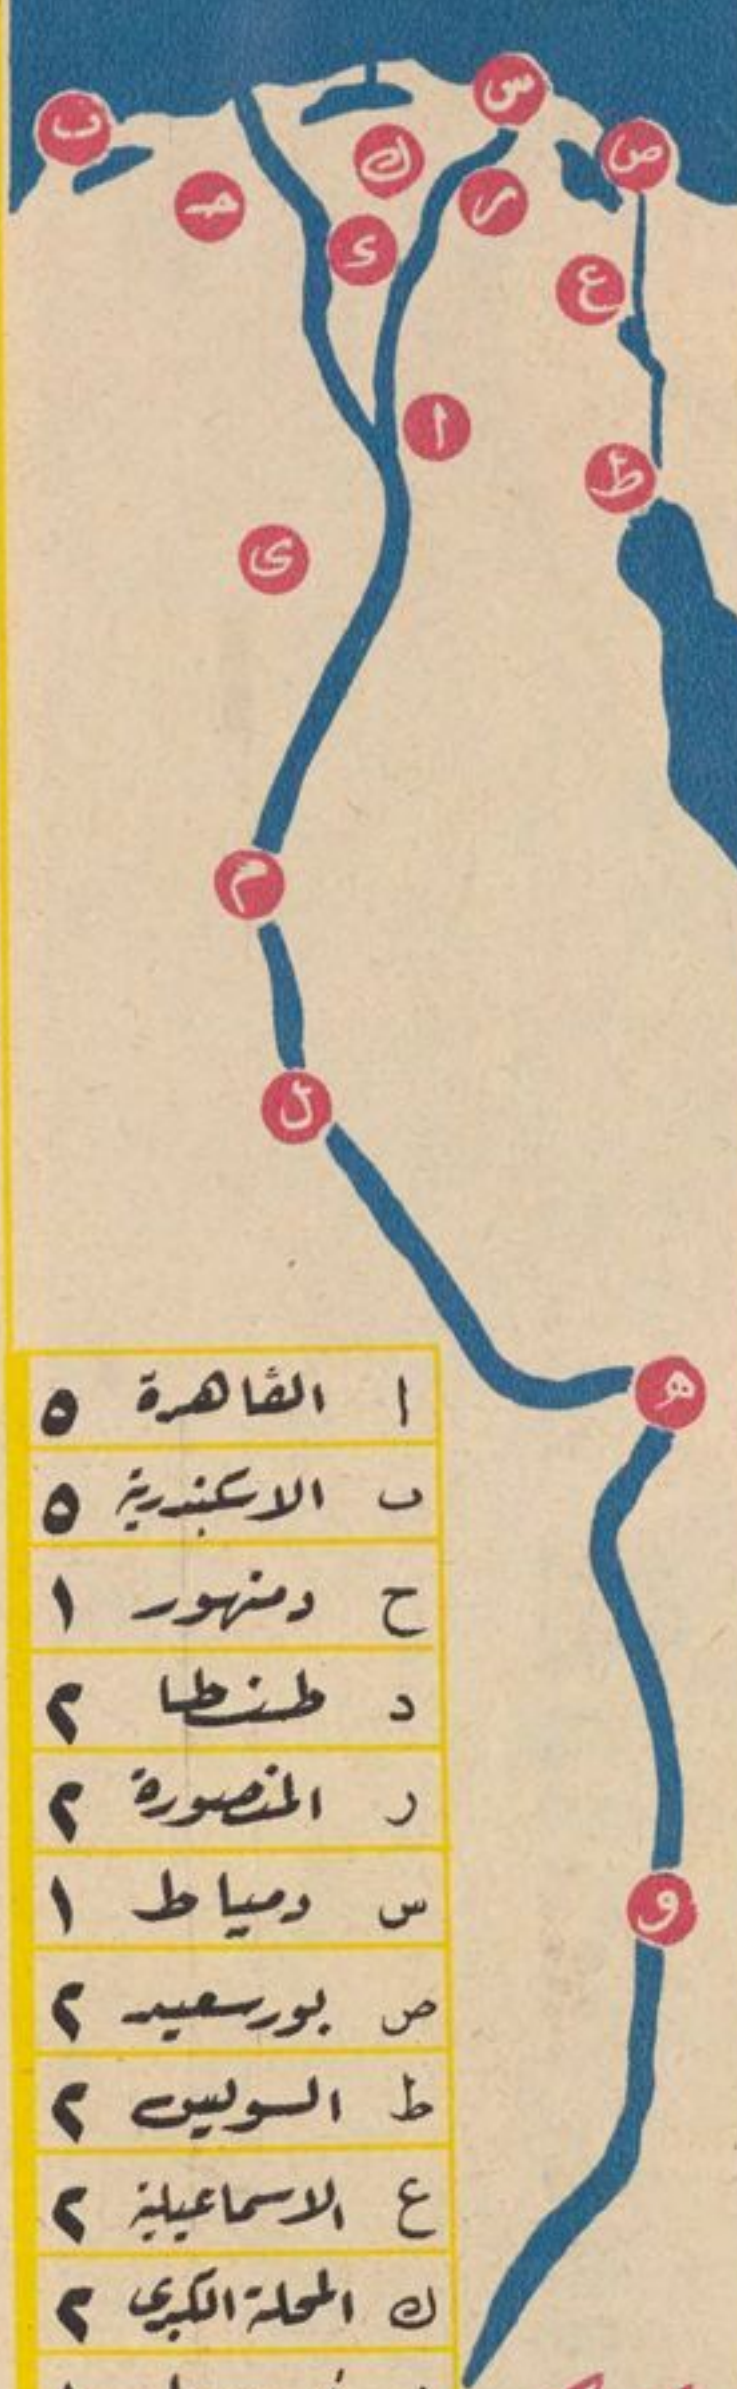 ب
س
ص
ك
ح
ر
ء
ع
ا
ط
ى
م
ل
ه
و
ا القاهرة ٥
ب الاسكندرية ٥
ح دمنهور ١
د طنطا ٢
ر المنصورة ٢
س دمياط ١
ص بورسعيد ٢
ط السويس ٢
ع الاسماعيلية ٢
ك المحلة الكبرى ٢